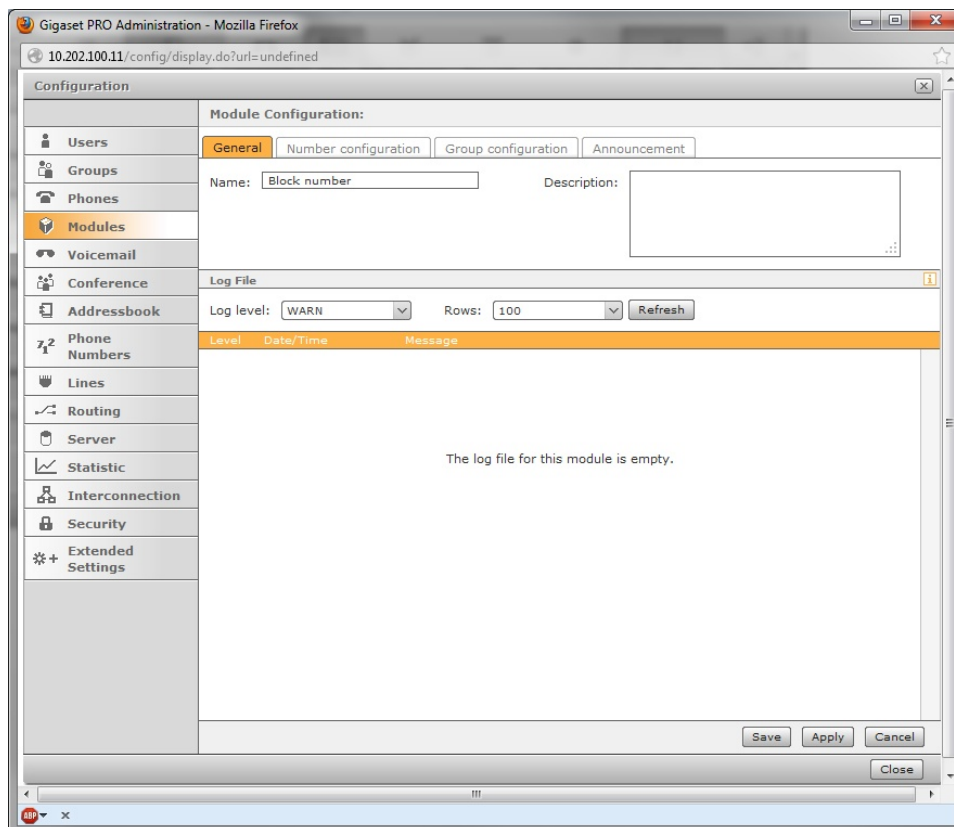 Gigaset PRO Administration - Mozilla Firefox
10.202.100.11/config/display.do?url=undefined
Configuration
Module Configuration:
Users
Groups
Phones
Modules
Voicemail
Conference
Addressbook
Phone
Numbers
Lines
Routing
Server
Statistic
Interconnection
Security
Extended
Settings
General Number configuration Group configuration Announcement
Name: Block number Description:
Log File
Log level: WARN Rows: 100 Refresh
Level Date/Time Message
The log file for this module is empty.
Save Apply Cancel
Close
ABP